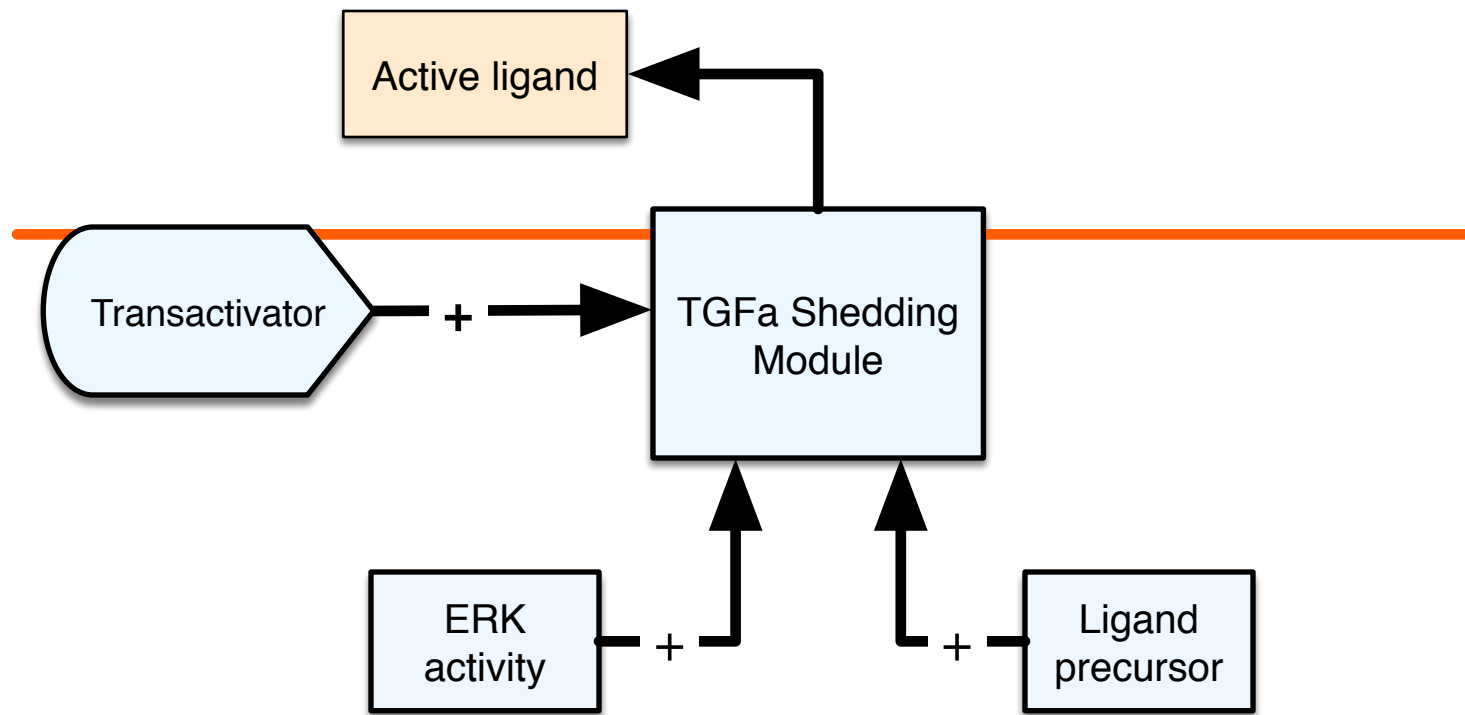 Active ligand
Transactivator
+
TGFa Shedding
Module
ERK
activity
+
+
Ligand
precursor